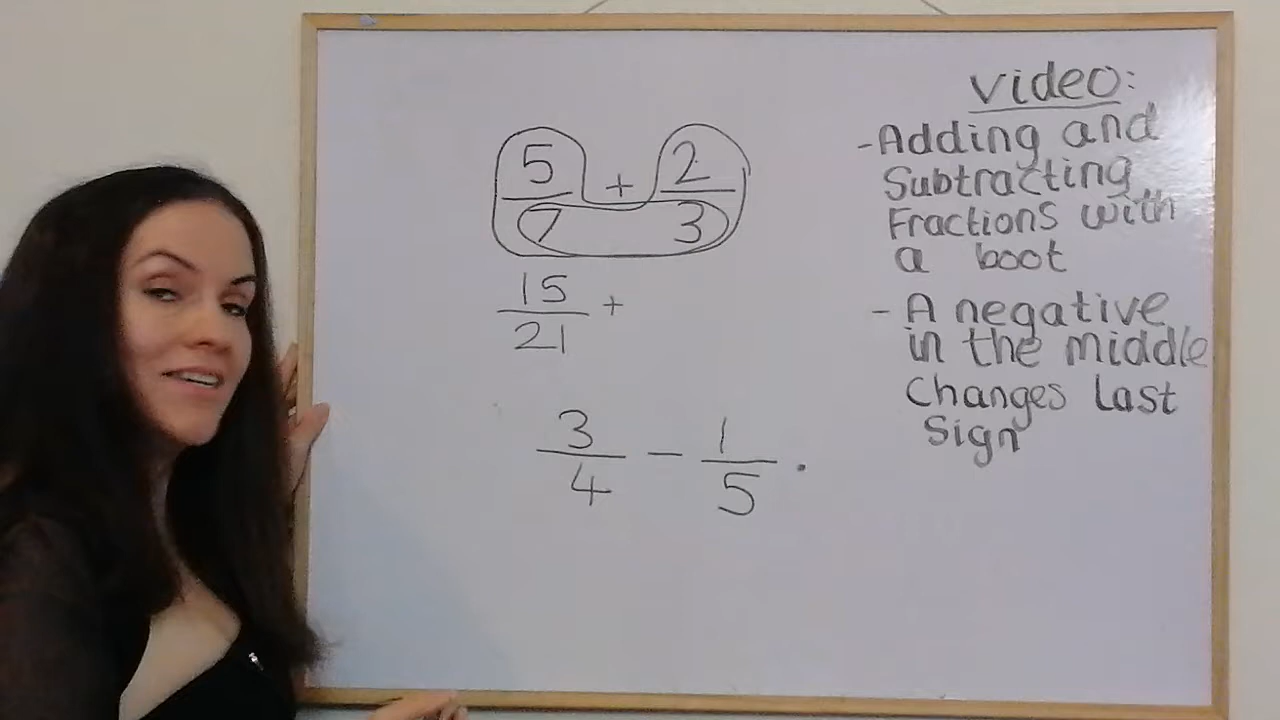 5 + 2
7 3
15 +
21
3 - 1 .
4 5
Video:
-Adding and
Subtracting
Fractions with
a boot
- A negative
in the middle
Changes Last
Sign